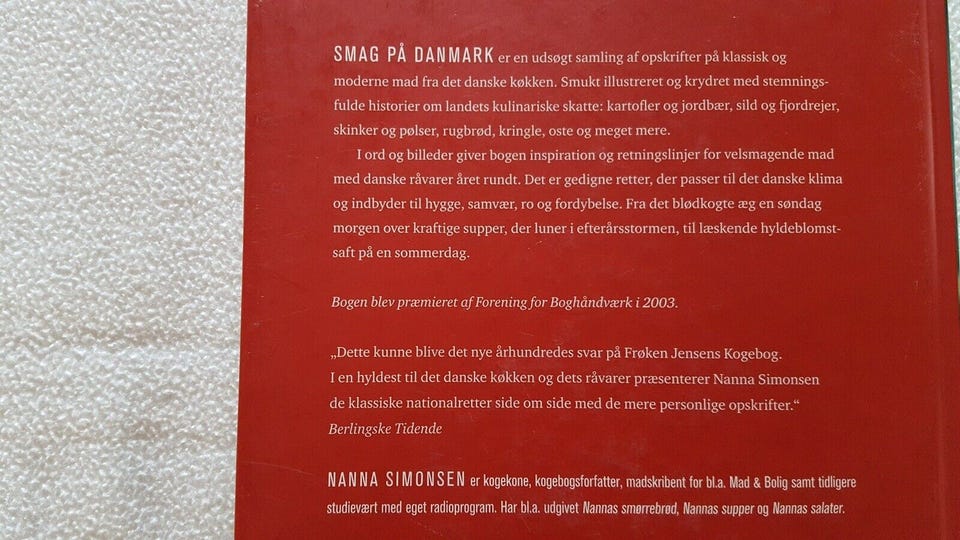 SMAG PÅ DANMARK er en udsøgt samling af opskrifter på klassisk og
moderne mad fra det danske køkken. Smukt illustreret og krydret med stemnings-
fulde historier om landets kulinariske skatte: kartofler og jordbær, sild og fjordrejer,
skinker og pølser, rugbrød, kringle, oste og meget mere.
I ord og billeder giver bogen inspiration og retningslinjer for velsmagende mad
med danske råvarer året rundt. Det er gedigne retter, der passer til det danske klima
og indbyder til hygge, samvær, ro og fordybelse. Fra det blødkogte æg en søndag
morgen over kraftige supper, der luner i efterårsstormen, til læskende hyldeblomst-
saft på en sommerdag.
Bogen blev præmieret af Forening for Boghåndværk i 2003.
„Dette kunne blive det nye århundredes svar på Frøken Jensens Kogebog.
I en hyldest til det danske køkken og dets råvarer præsenterer Nanna Simonsen
de klassiske nationalretter side om side med de mere personlige opskrifter.“
Berlingske Tidende
NANNA SIMONSEN er kogekone, kogebogsforfatter, madskribent for bl.a. Mad & Bolig samt tidligere
studievært med eget radioprogram. Har bl.a. udgivet Nannas smørrebrød, Nannas supper og Nannas salater.